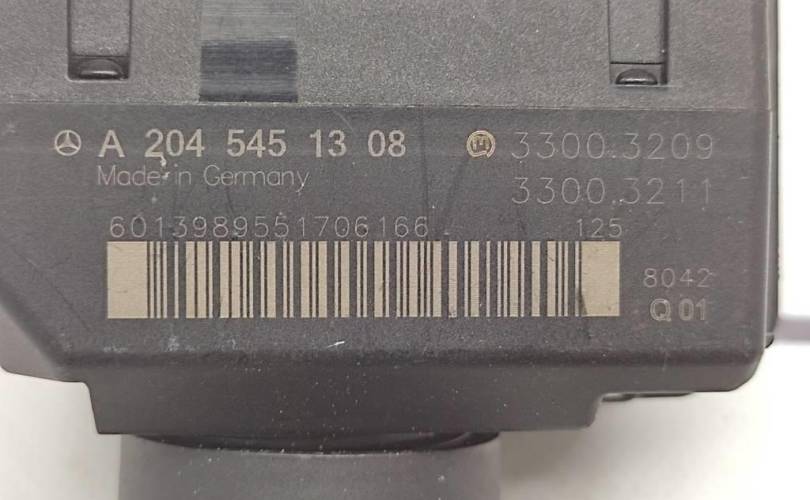 A 204 545 13 08 3300.3209
Made in Germany 3300.3211
6013989551706166 125
8042
Q 01